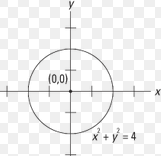 y
(0,0)
x
x² + y² = 4